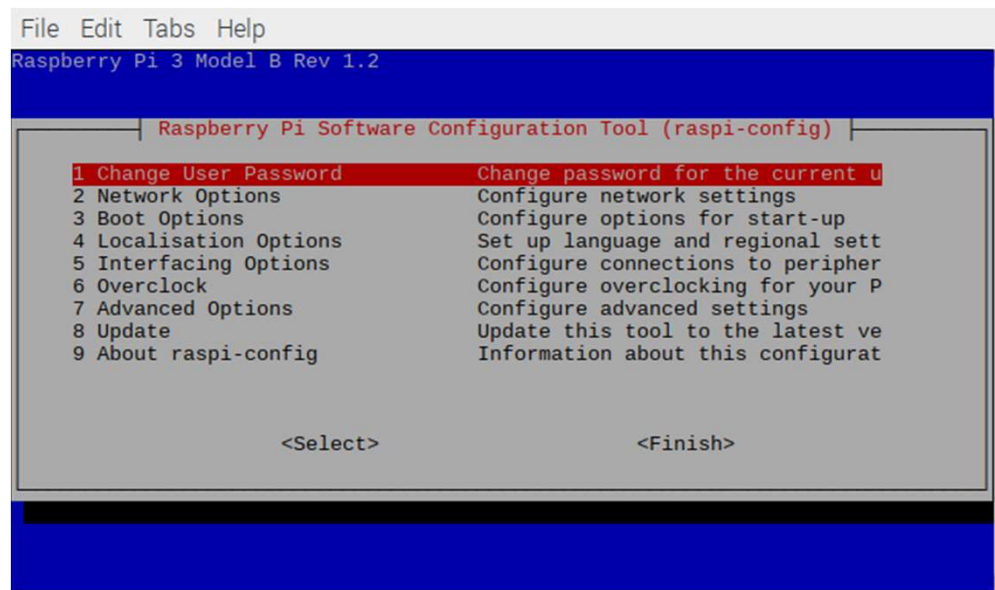 File Edit Tabs Help
Raspberry Pi 3 Model B Rev 1.2
Raspberry Pi Software Configuration Tool (raspi-config)
1 Change User Password Change password for the current u
2 Network Options Configure network settings
3 Boot Options Configure options for start-up
4 Localisation Options Set up language and regional sett
5 Interfacing Options Configure connections to peripher
6 Overclock Configure overclocking for your P
7 Advanced Options Configure advanced settings
8 Update Update this tool to the latest ve
9 About raspi-config Information about this configurat
<Select> <Finish>